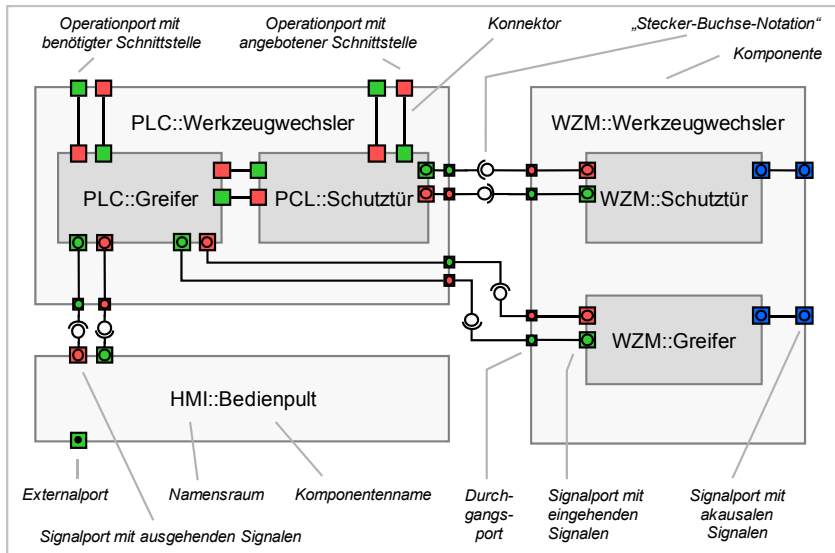 Operationport mit
benötigter Schnittstelle
Operationport mit
angebotener Schnittstelle
Konnektor
„Stecker-Buchse-Notation“
Komponente
PLC::Werkzeugwechsler
WZM::Werkzeugwechsler
PLC::Greifer
PCL::Schutztür
WZM::Schutztür
WZM::Greifer
HMI::Bedienpult
Externalport
Namensraum
Komponentenname
Signalport mit ausgehenden Signalen
Durch-
gangs-
port
Signalport mit
eingehenden
Signalen
Signalport mit
akausalen
Signalen